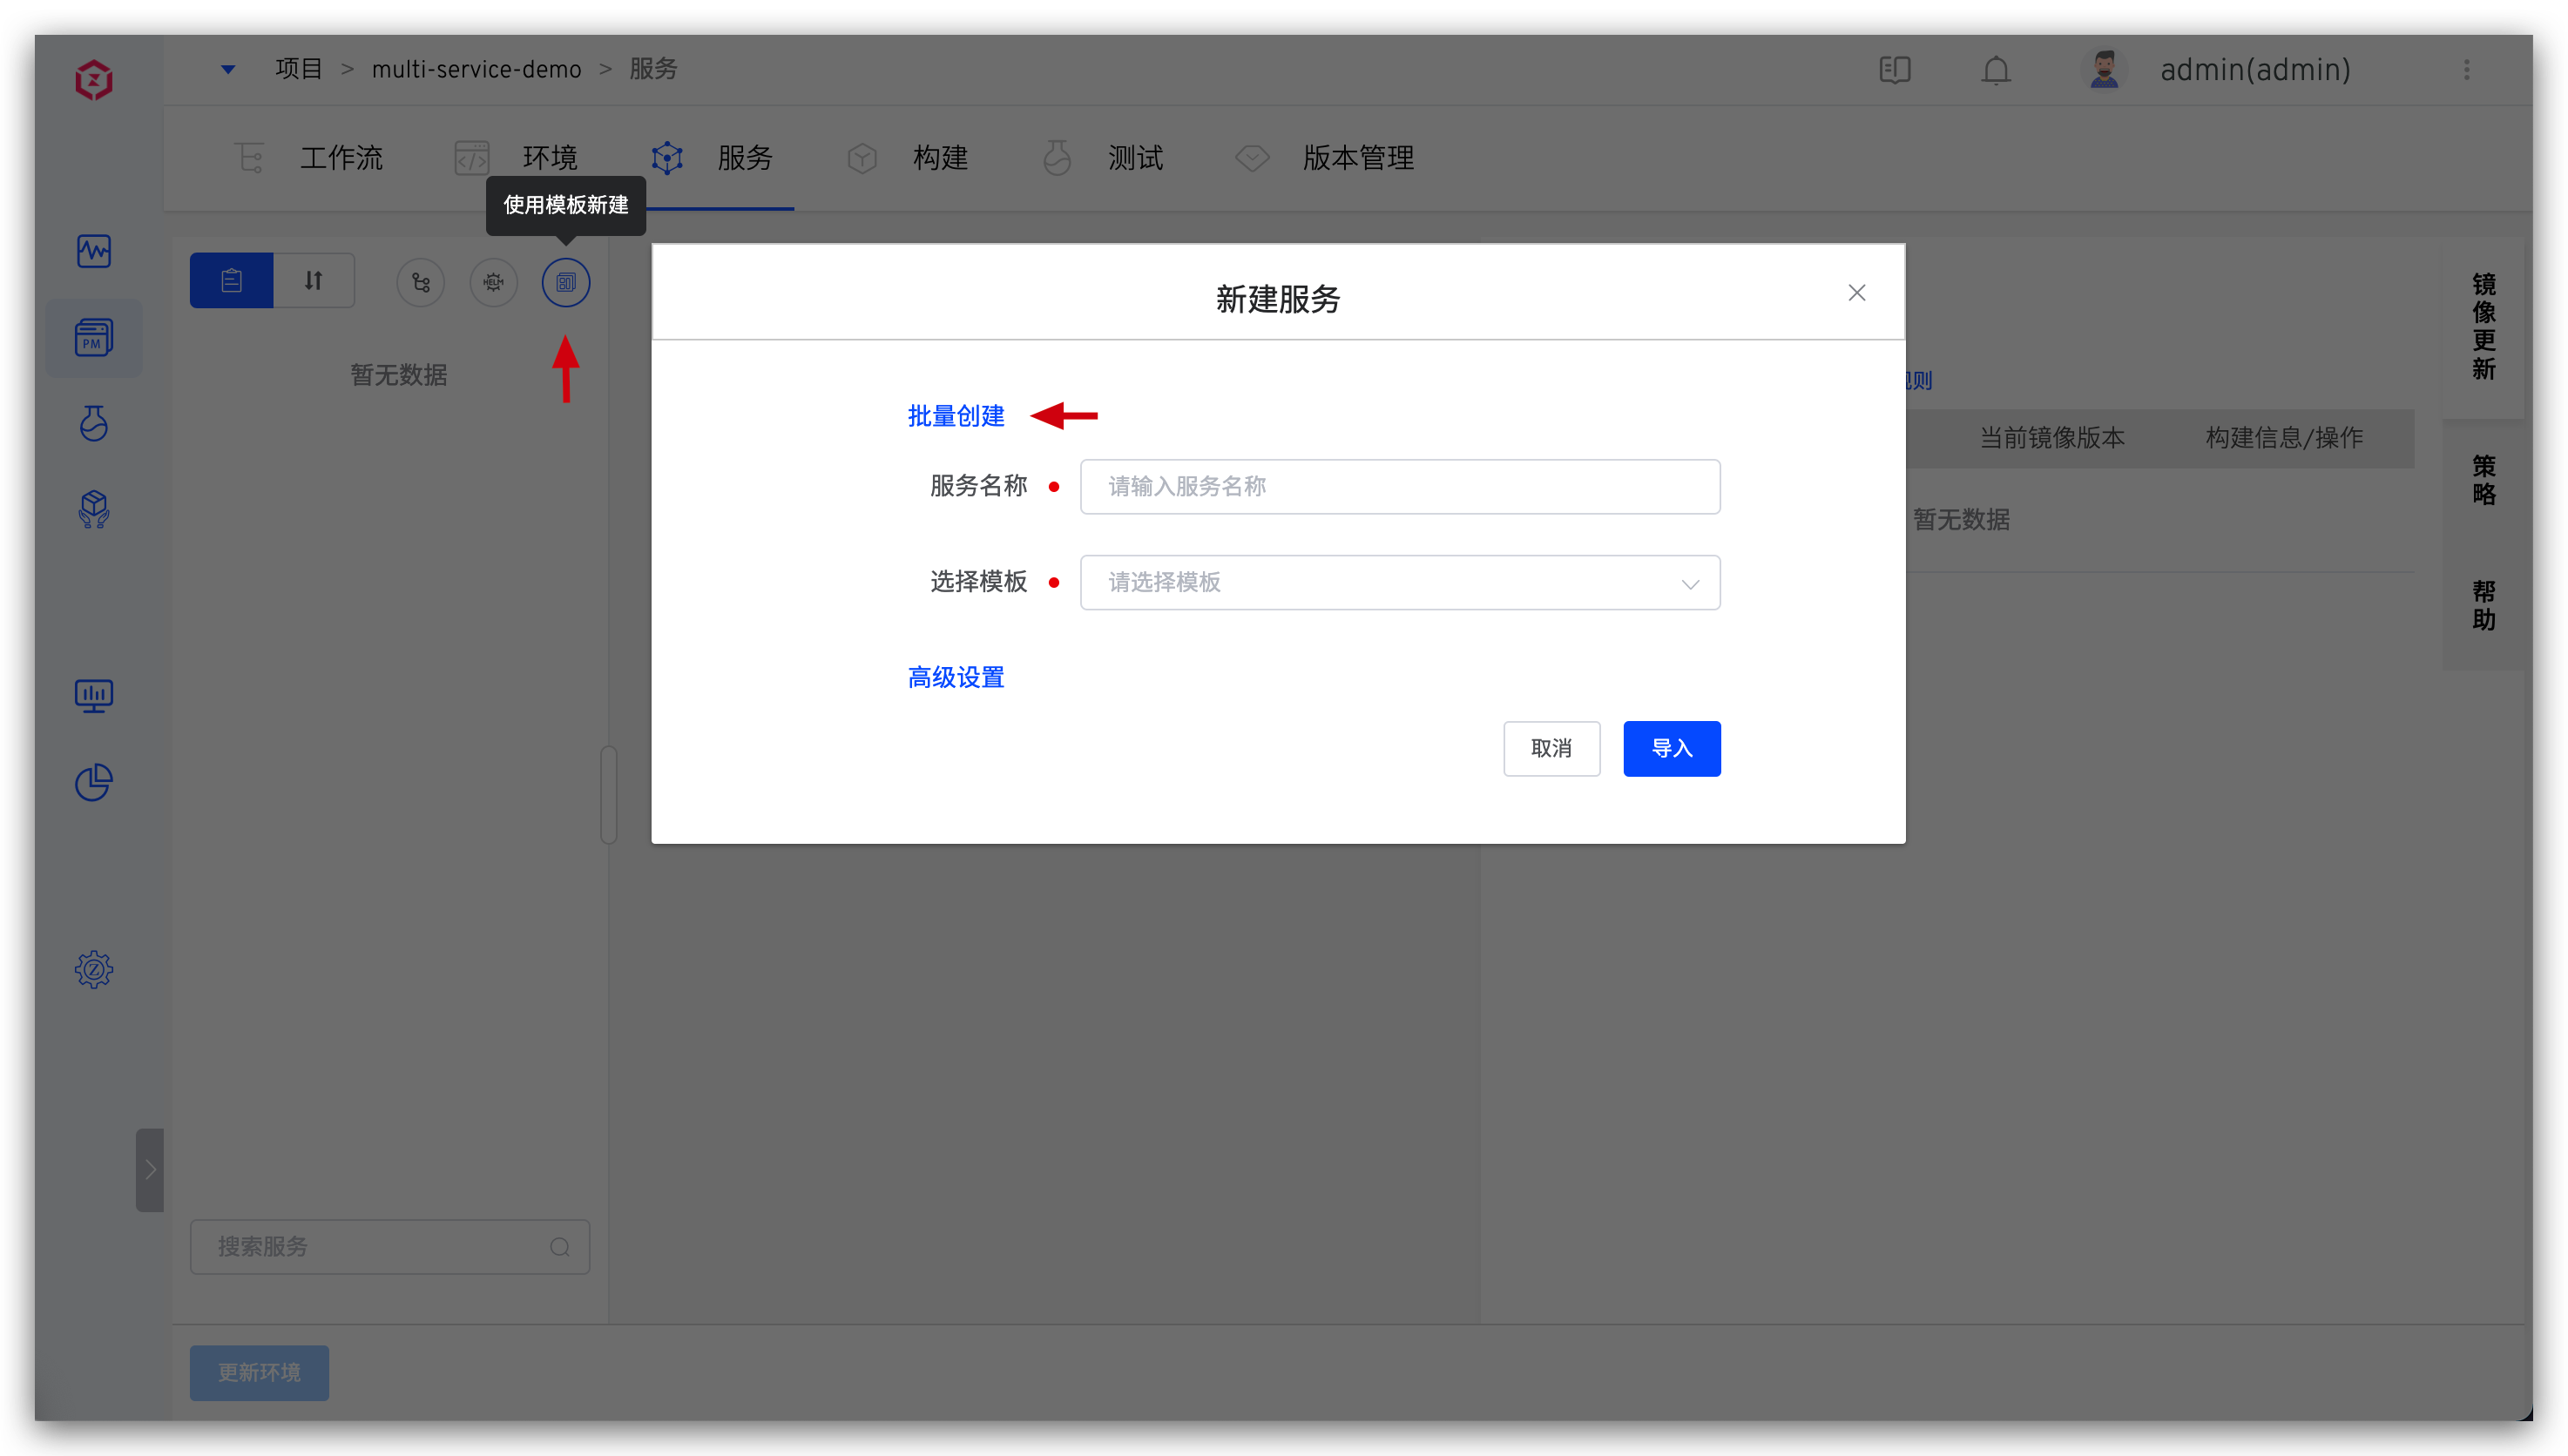 项目 > multi-service-demo > 服务
admin(admin)
工作流
环境
服务
构建
测试
版本管理
使用模板新建
PM
HELM
暂无数据
新建服务
批量创建
服务名称
请输入服务名称
选择模板
请选择模板
高级设置
取消
导入
规则
当前镜像版本
构建信息/操作
暂无数据
镜像更新
策略
帮助
搜索服务
更新环境